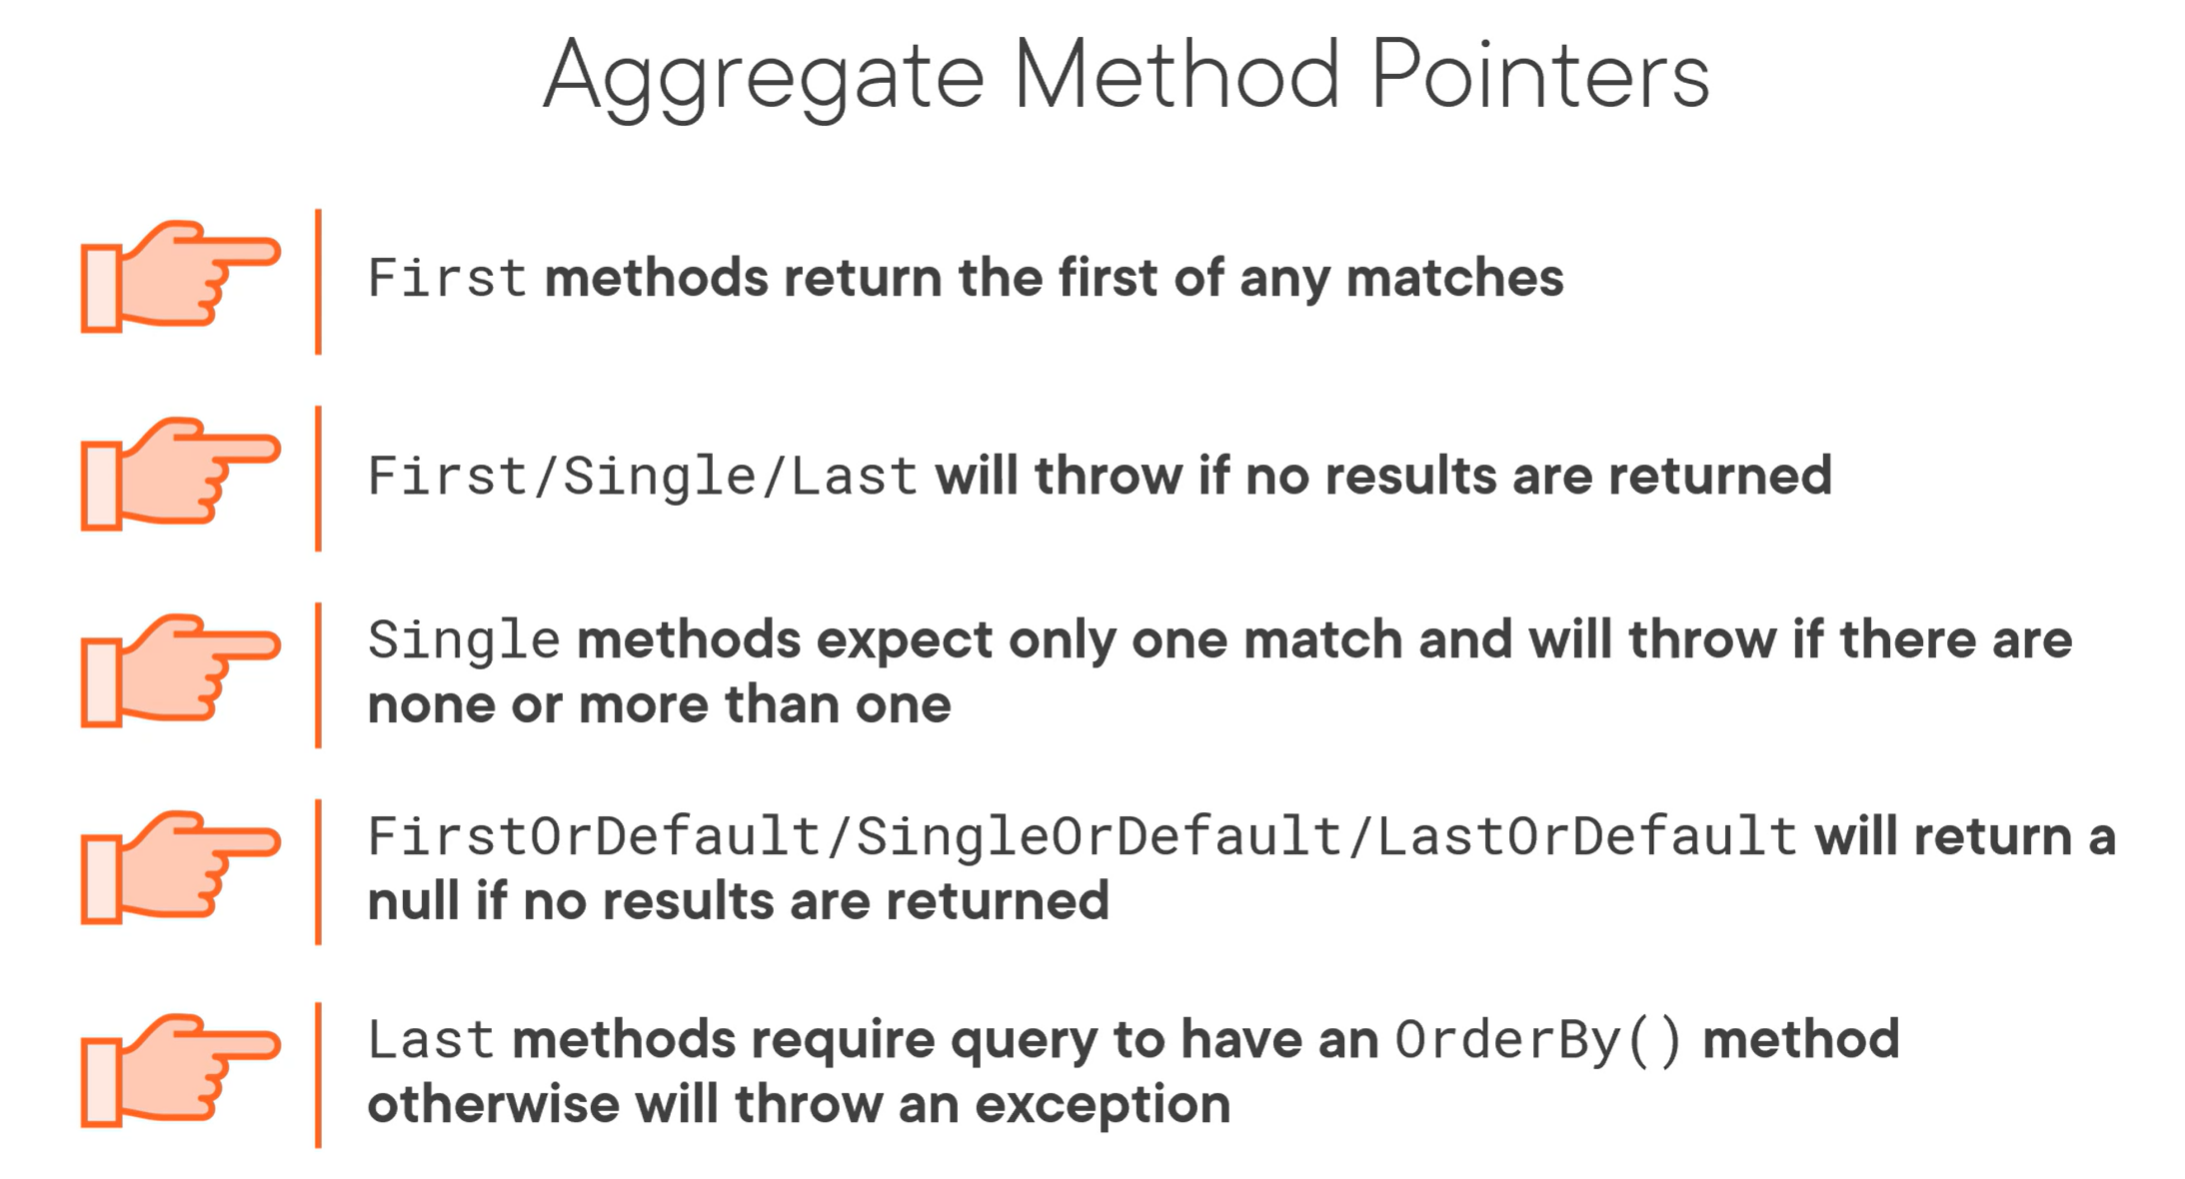 Aggregate Method Pointers
First methods return the first of any matches
First/Single/Last will throw if no results are returned
Single methods expect only one match and will throw if there are
none or more than one
FirstOrDefault/SingleOrDefault/LastOrDefault will return a
null if no results are returned
Last methods require query to have an OrderBy() method
otherwise will throw an exception